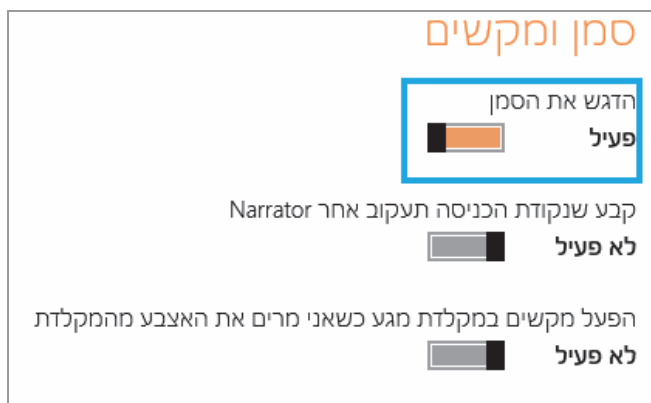 סמן ומקשים
הדגש את הסמן
פעיל
קבע שנקודת הכניסה תעקוב אחר Narrator
לא פעיל
הפעל מקשים במקלדת מגע כשאני מרים את האצבע מהמקלדת
לא פעיל